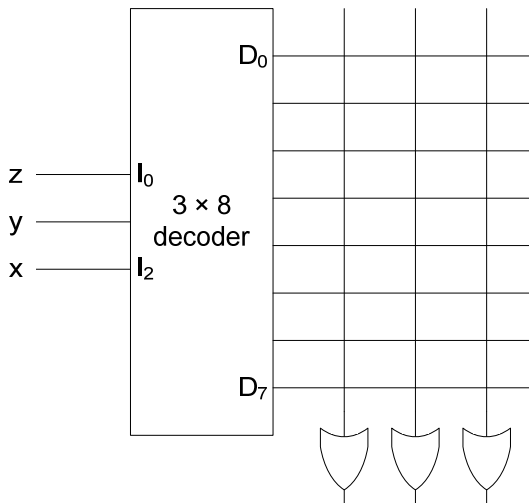 D₀
z
I₀
3 × 8
y
decoder
x
I₂
D₇